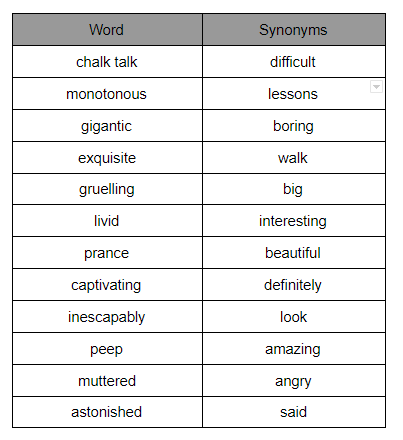 Word Synonyms
chalk talk difficult
monotonous lessons
gigantic boring
exquisite walk
gruelling big
livid interesting
prance beautiful
captivating definitely
inescapably look
peep amazing
muttered angry
astonished said